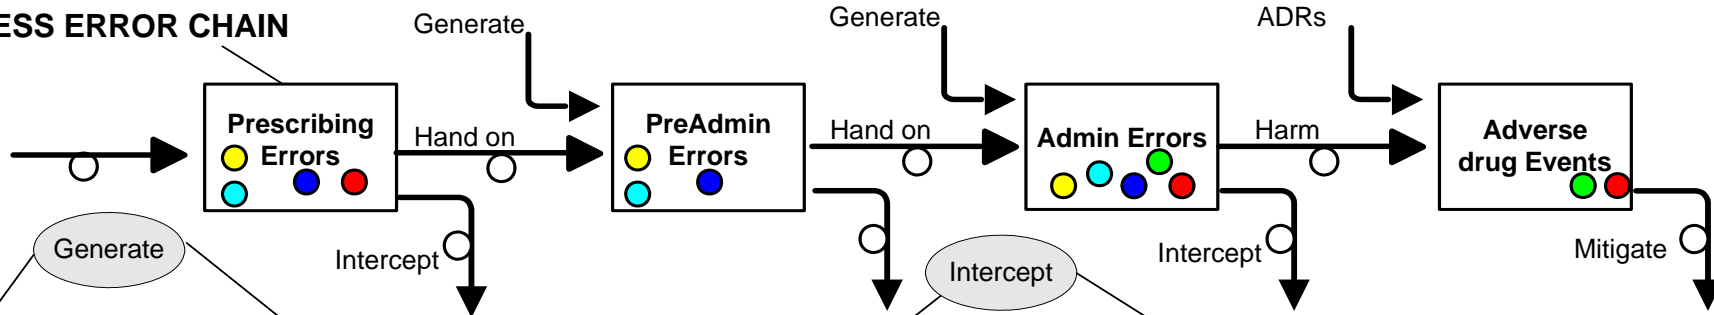 ESS ERROR CHAIN
Generate
Generate
ADRs
Prescribing
Errors
Hand on
PreAdmin
Errors
Hand on
Admin Errors
Harm
Adverse
drug Events
Generate
Intercept
Intercept
Intercept
Mitigate